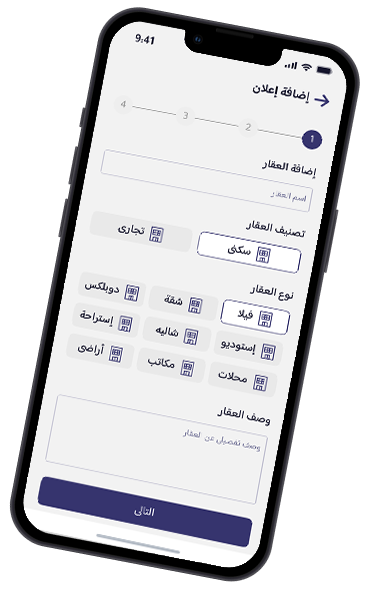 9:41
إضافة إعلان
1 2 3 4
إضافة العقار
اسم العقار
تصنيف العقار
سكنى تجارى
نوع العقار
فيلا شقة دوبلكس
إستوديو شاليه إستراحة
محلات مكاتب أراضى
وصف العقار
وصف تفصيلى عن العقار
التالى